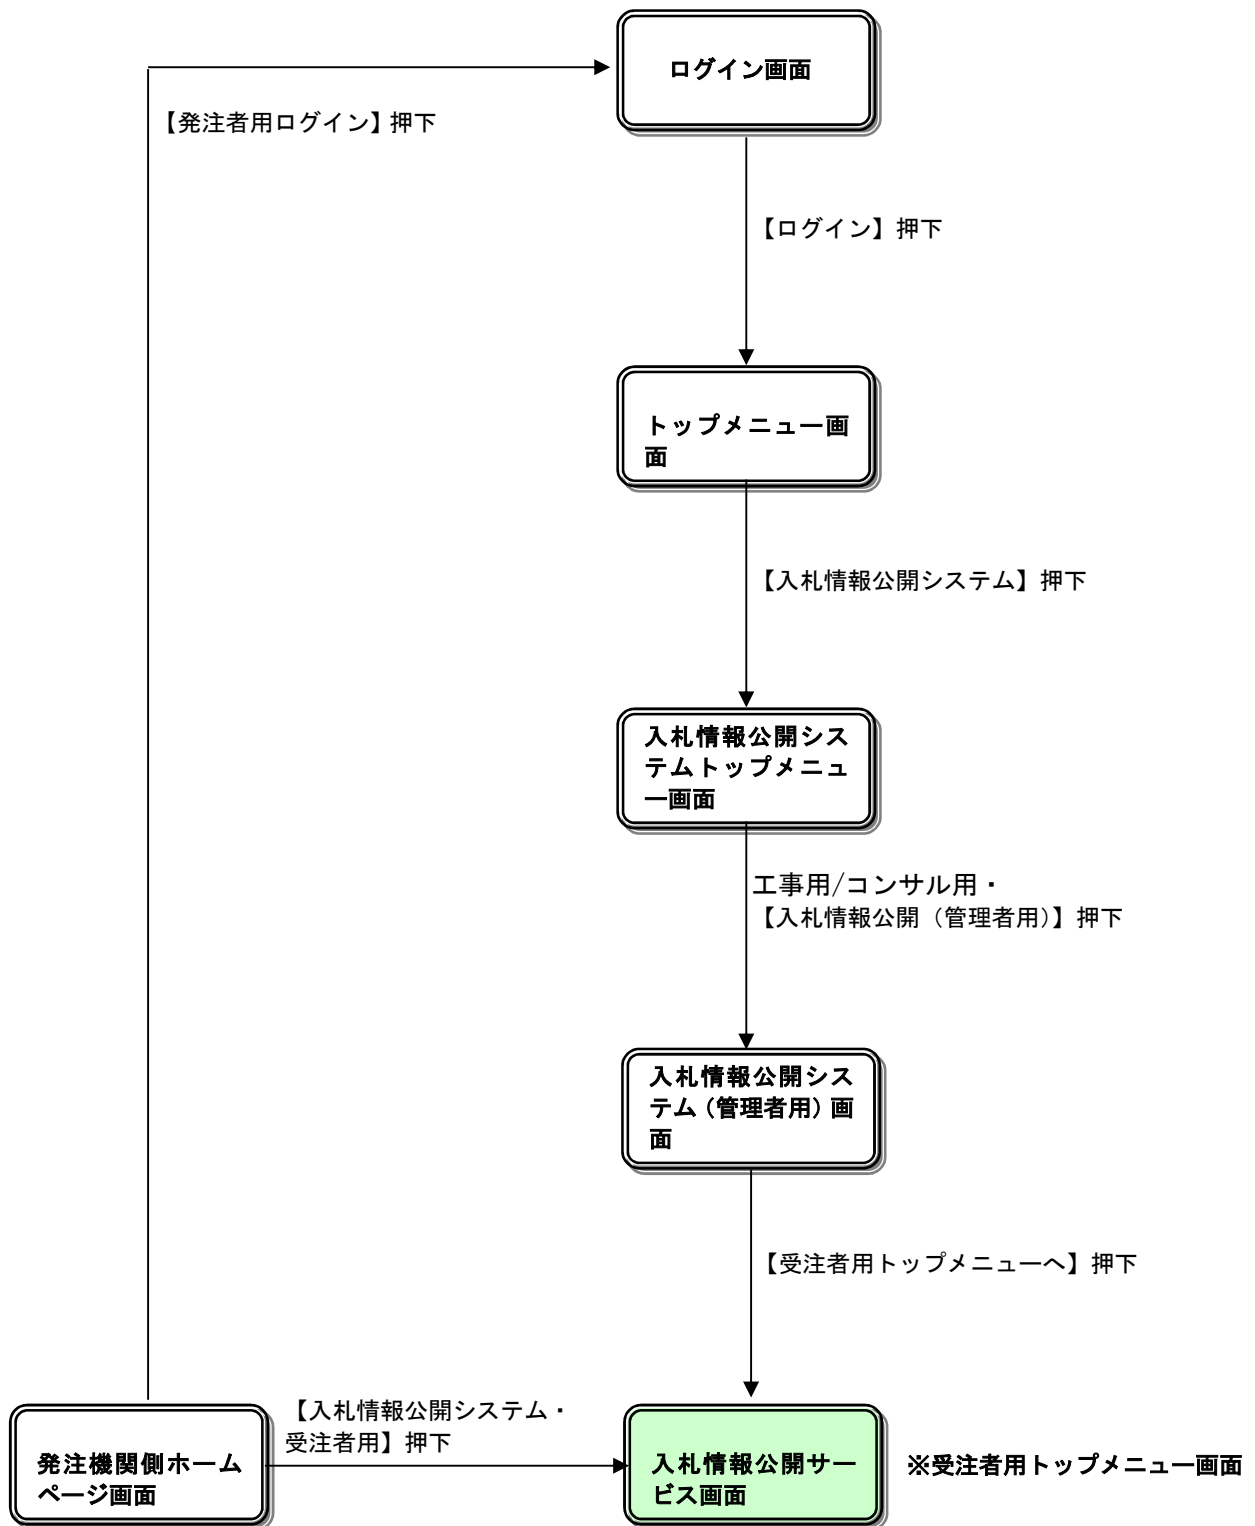 ログイン画面
【発注者用ログイン】押下
【ログイン】押下
トップメニュー画
面
【入札情報公開システム】押下
入札情報公開シス
テムトップメニュ
ー画面
工事用/コンサル用・
【入札情報公開（管理者用）】押下
入札情報公開シス
テム（管理者用）画
面
【受注者用トップメニューへ】押下
【入札情報公開システム・
受注者用】押下
発注機関側ホーム
ページ画面
入札情報公開サー
ビス画面
※受注者用トップメニュー画面